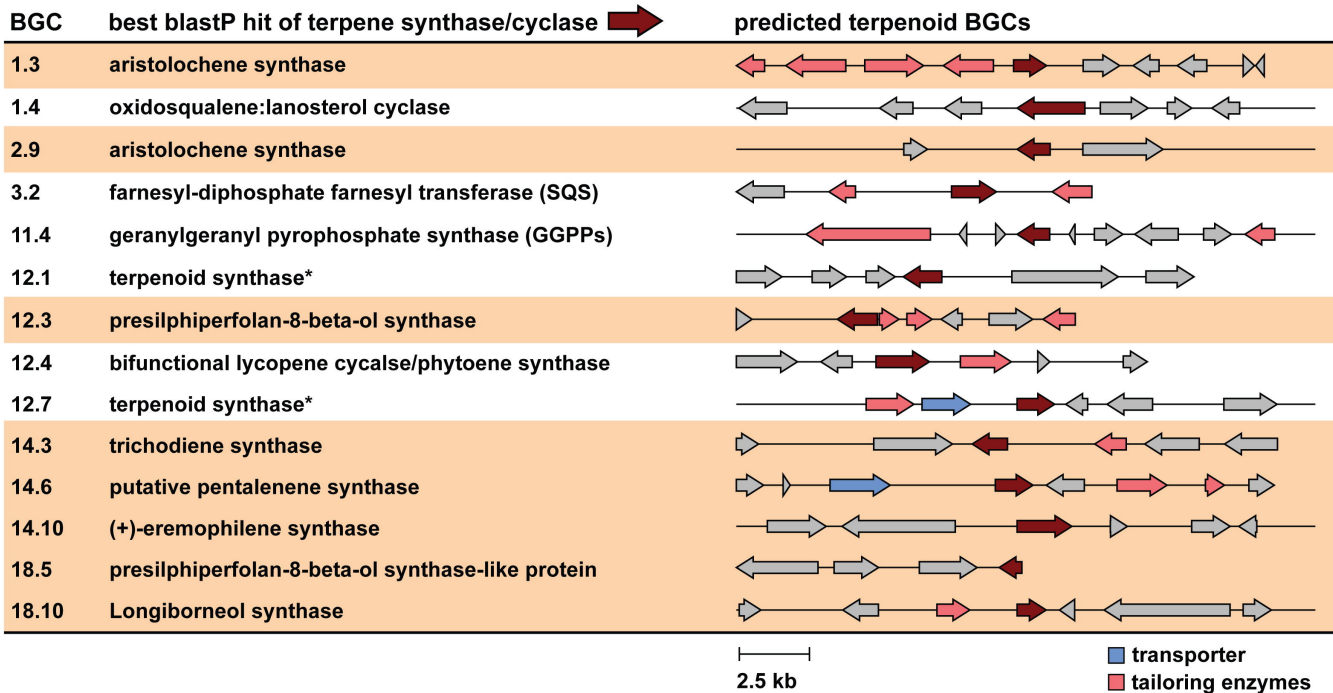 BGC best blastP hit of terpene synthase/cyclase predicted terpenoid BGCs
1.3 aristolochene synthase
1.4 oxidosqualene:lanosterol cyclase
2.9 aristolochene synthase
3.2 farnesyl-diphosphate farnesyl transferase (SQS)
11.4 geranylgeranyl pyrophosphate synthase (GGPPs)
12.1 terpenoid synthase*
12.3 presilphiperfolan-8-beta-ol synthase
12.4 bifunctional lycopene cycalse/phytoene synthase
12.7 terpenoid synthase*
14.3 trichodiene synthase
14.6 putative pentalenene synthase
14.10 (+)-eremophilene synthase
18.5 presilphiperfolan-8-beta-ol synthase-like protein
18.10 Longiborneol synthase
2.5 kb
transporter
tailoring enzymes